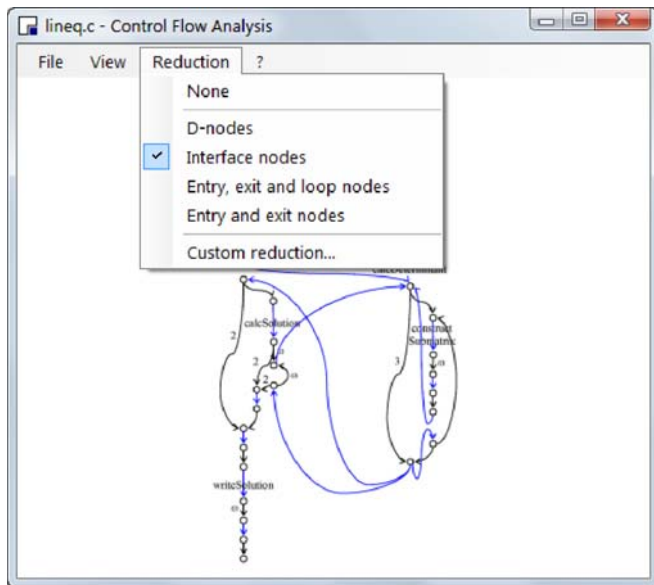 lineq.c - Control Flow Analysis
File View Reduction ?
None
D-nodes
Interface nodes
Entry, exit and loop nodes
Entry and exit nodes
Custom reduction...
calcSolution
construct
Submatrix
2
3
2
ω
ω
2
ω
writeSolution
ω